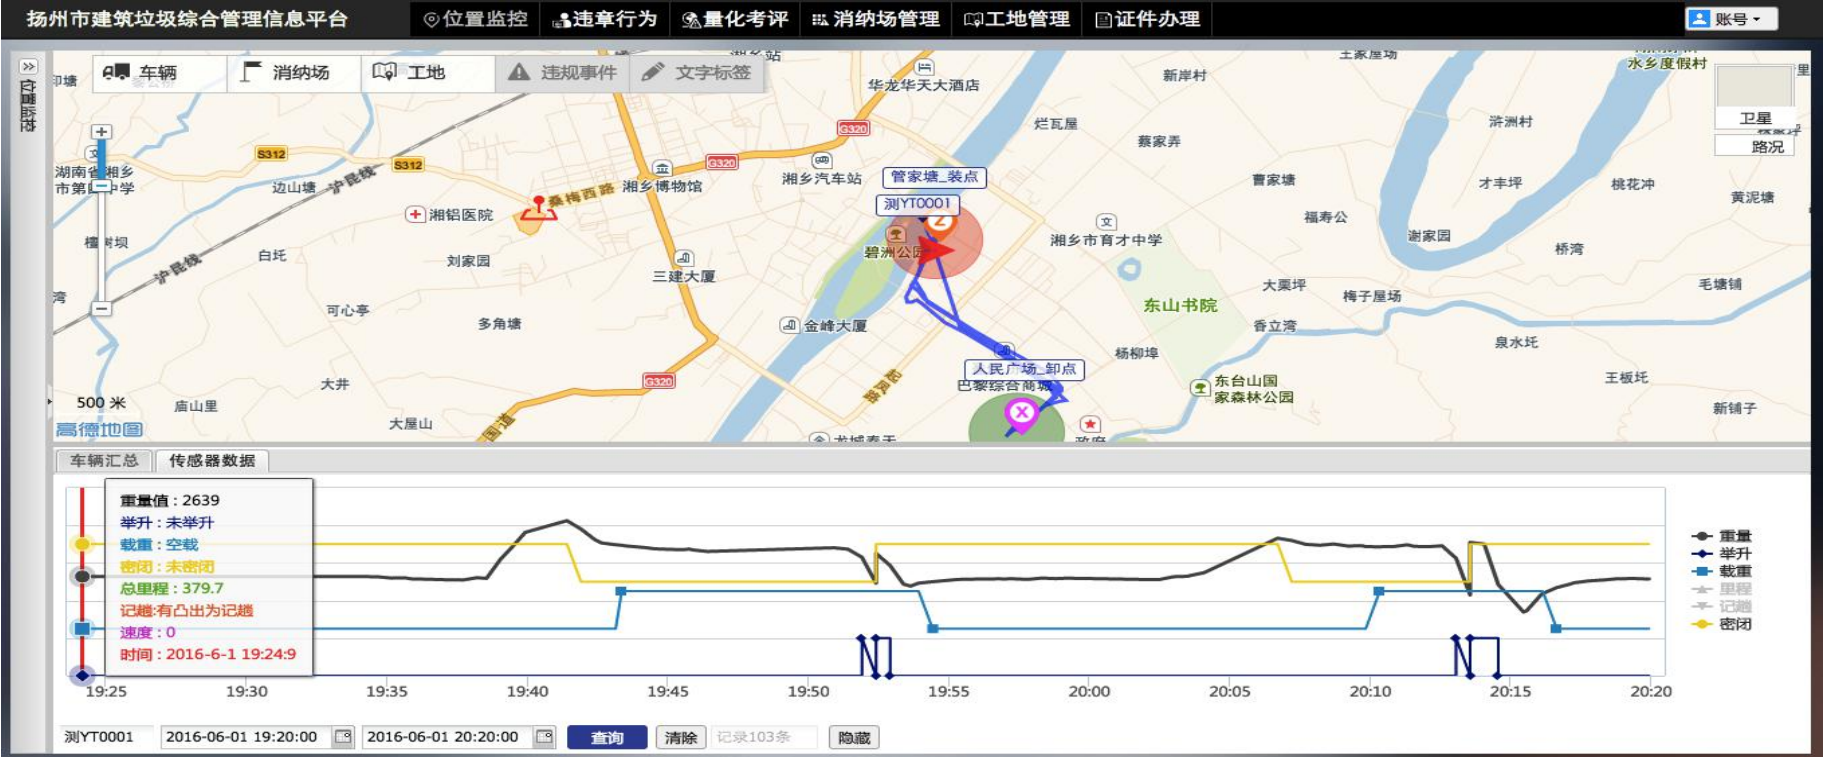 扬州市建筑垃圾综合管理信息平台
位置监控 违章行为 量化考评 消纳场管理 工地管理 证件办理
账号
位置监控
车辆 消纳场 工地 违规事件 文字标签
华龙华天大酒店
新岸村
王家屋场
水乡度假村
卫星
路况
烂瓦屋
浒洲村
蔡家弄
G320
S312
S312
G320
湘乡博物馆
湘乡汽车站
管家塘_装点
测YT0001
边山塘
沪昆线
桑梅西路
曹家塘
才丰坪
桃花冲
黄泥塘
湘铝医院
福寿公
湘乡市育才中学
谢家园
桥湾
白圫
刘家园
三建大厦
碧洲公园
沪昆线
大栗坪
梅子屋场
毛塘铺
东山书院
可心亭
多角塘
金峰大厦
香立湾
泉水圫
杨柳埠
人民广场_卸点
巴黎综合商城
G320
起凤路
大井
东台山国
家森林公园
王板圫
新铺子
500 米
庙山里
大屋山
国道
高德地图
车辆汇总 传感器数据
重量值 : 2639
举升 : 未举升
载重 : 空载
密闭 : 未密闭
总里程 : 379.7
记趟:有凸出为记趟
速度 : 0
时间 : 2016-6-1 19:24:9
重量
举升
载重
里程
记趟
密闭
19:25 19:30 19:35 19:40 19:45 19:50 19:55 20:00 20:05 20:10 20:15 20:20
测YT0001 2016-06-01 19:20:00 2016-06-01 20:20:00 查询 清除 记录103条 隐藏